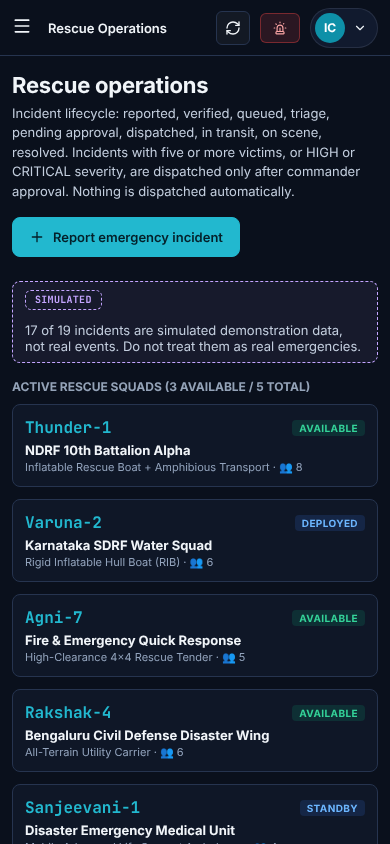 Rescue Operations
IC
Rescue operations
Incident lifecycle: reported, verified, queued, triage,
pending approval, dispatched, in transit, on scene,
resolved. Incidents with five or more victims, or HIGH or
CRITICAL severity, are dispatched only after commander
approval. Nothing is dispatched automatically.
+ Report emergency incident
SIMULATED
17 of 19 incidents are simulated demonstration data,
not real events. Do not treat them as real emergencies.
ACTIVE RESCUE SQUADS (3 AVAILABLE / 5 TOTAL)
Thunder-1
AVAILABLE
NDRF 10th Battalion Alpha
Inflatable Rescue Boat + Amphibious Transport · 👥 8
Varuna-2
DEPLOYED
Karnataka SDRF Water Squad
Rigid Inflatable Hull Boat (RIB) · 👥 6
Agni-7
AVAILABLE
Fire & Emergency Quick Response
High-Clearance 4×4 Rescue Tender · 👥 5
Rakshak-4
AVAILABLE
Bengaluru Civil Defense Disaster Wing
All-Terrain Utility Carrier · 👥 6
Sanjeevani-1
STANDBY
Disaster Emergency Medical Unit